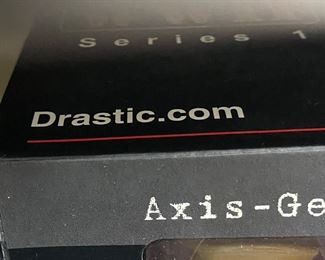 Series 1
Drastic.com
Axis-Ge